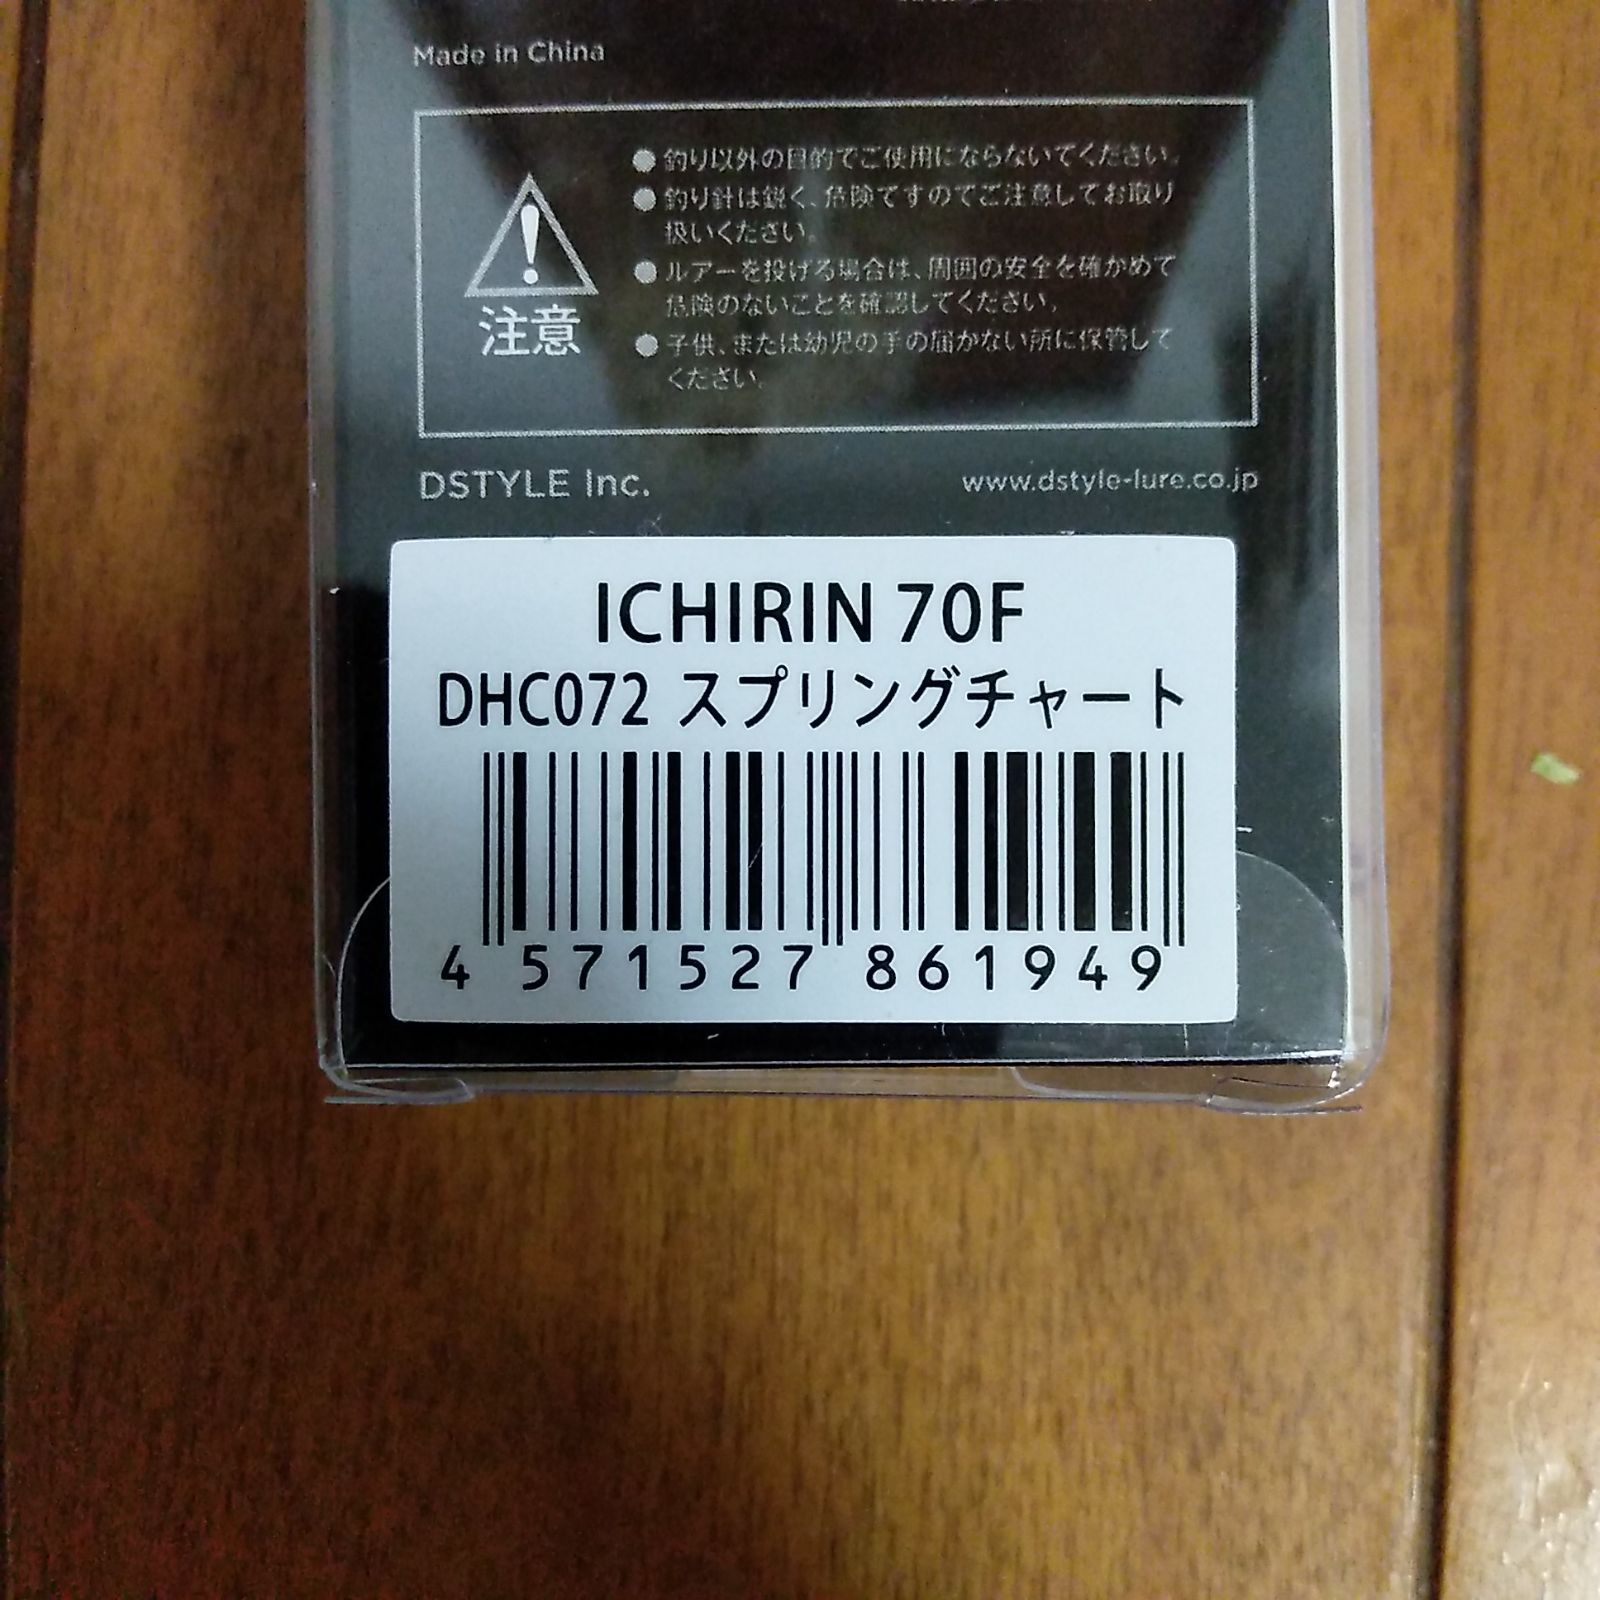 Made in China
● 釣り以外の目的でご使用にならないでください。
● 釣り針は鋭く、危険ですのでご注意してお取り
扱いください。
● ルアーを投げる場合は、周囲の安全を確かめて
危険のないことを確認してください。
● 子供、または幼児の手の届かない所に保管して
ください。
注意
DSTYLE Inc.
www.dstyle-lure.co.jp
ICHIRIN 70F
DHC072 スプリングチャート
4 571527 861949